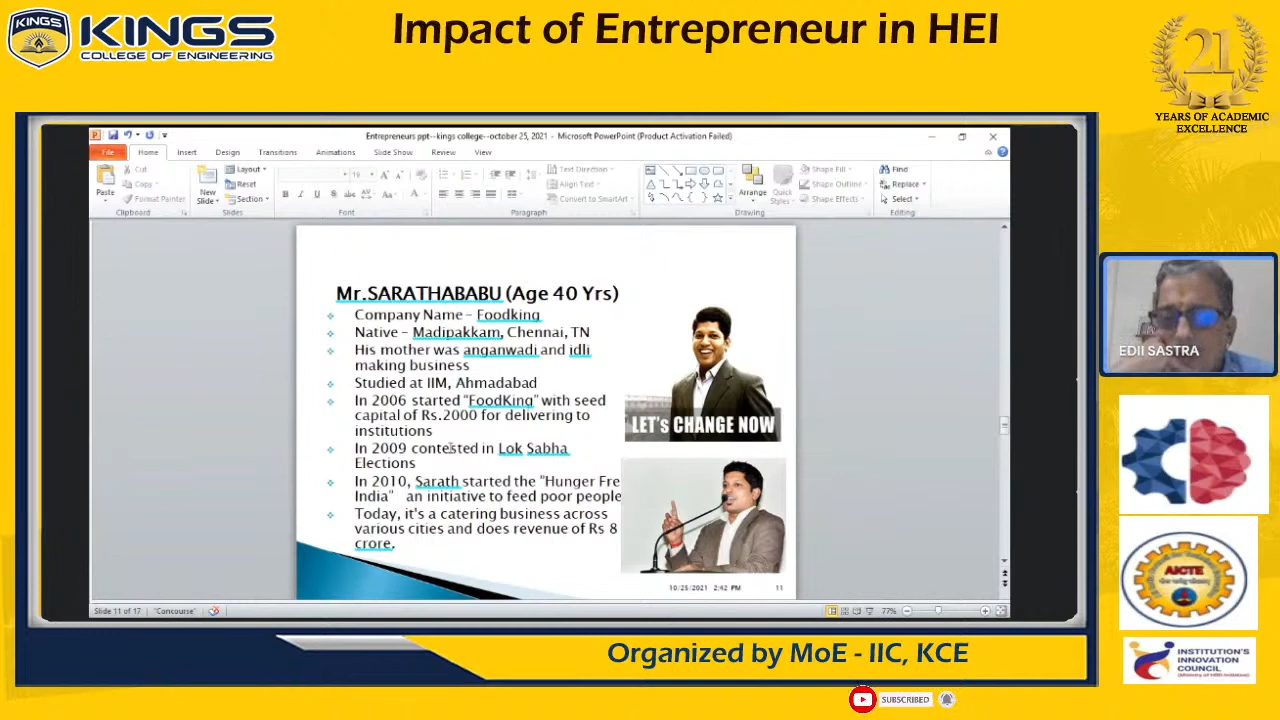 KINGS
COLLEGE OF ENGINEERING
Impact of Entrepreneur in HEI
21
YEARS OF ACADEMIC
EXCELLENCE
Entrepreneurs ppt--kings college--october 25, 2021 - Microsoft PowerPoint (Product Activation Failed)
File Home Insert Design Transitions Animations Slide Show Review View
Cut
Copy
Format Painter
Paste
Clipboard
New
Slide
Layout
Reset
Section
Slides
Font
Text Direction
Align Text
Convert to SmartArt
Paragraph
Arrange
Quick
Styles
Shape Fill
Shape Outline
Shape Effects
Drawing
Find
Replace
Select
Editing
Mr.SARATHABABU (Age 40 Yrs)
Company Name – Foodking
Native – Madipakkam, Chennai, TN
His mother was anganwadi and idli
making business
Studied at IIM, Ahmadabad
In 2006 started "FoodKing" with seed
capital of Rs.2000 for delivering to
institutions
In 2009 contested in Lok Sabha
Elections
In 2010, Sarath started the "Hunger Fre
India" an initiative to feed poor people
Today, it's a catering business across
various cities and does revenue of Rs 8
crore.
LET's CHANGE NOW
10/25/2021 2:42 PM 11
Slide 11 of 17 "Concourse" 77%
EDII SASTRA
AICTE
INSTITUTION'S
INNOVATION
COUNCIL
(Ministry of HRD Initiative)
Organized by MoE - IIC, KCE
SUBSCRIBED